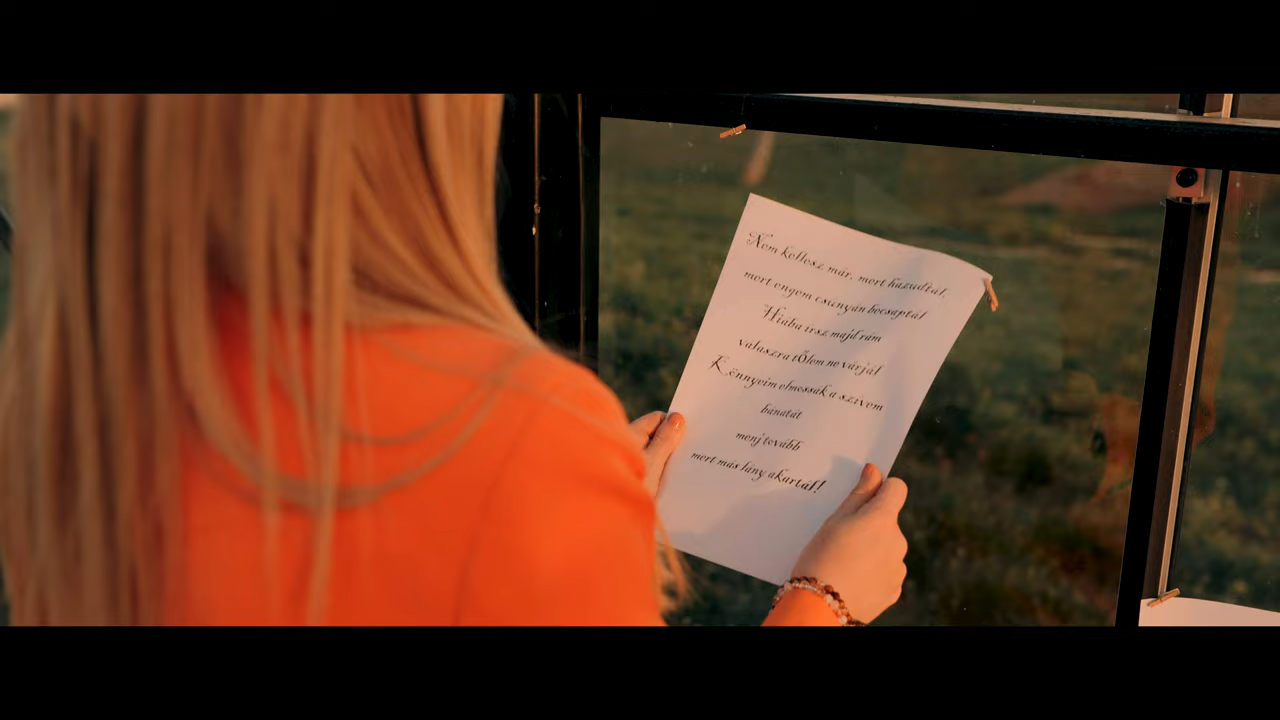 Nem kellesz már, mert hazudtál,
mert engem csúnyán becsaptál
Hiába írsz majd rám
válaszra tőlem ne várjál
Könnyeim elmossák a szívem
bánatát
menj tovább
mert más lány akartál!